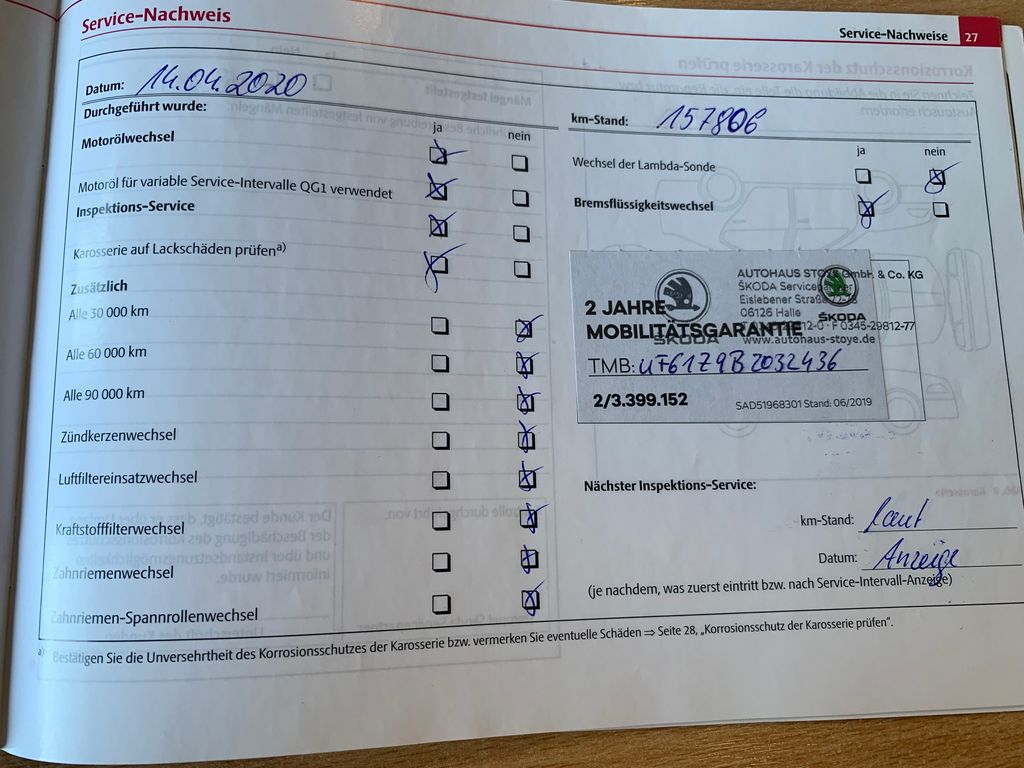 Service-Nachweis
Service-Nachweise 27
Datum: 14.04.2020
Durchgeführt wurde:
ja nein
Motorölwechsel
Motoröl für variable Service-Intervalle QG1 verwendet
Inspektions-Service
Karosserie auf Lackschäden prüfen a)
Zusätzlich
Alle 30 000 km
Alle 60 000 km
Alle 90 000 km
Zündkerzenwechsel
Luftfiltereinsatzwechsel
Kraftstofffilterwechsel
Zahnriemenwechsel
Zahnriemen-Spannrollenwechsel
km-Stand: 157806
ja nein
Wechsel der Lambda-Sonde
Bremsflüssigkeitswechsel
AUTOHAUS STOYE GmbH. & Co. KG
ŠKODA Servicepartner
Eislebener Straße
06126 Halle
F 0345-29812-77
www.autohaus-stoye.de
ŠKODA
ŠKODA
2 JAHRE
MOBILITÄTSGARANTIE
TMB: UF61Z9B2032436
2/3.399.152
SAD51968301 Stand: 06/2019
Nächster Inspektions-Service:
km-Stand: laut
Datum: Anzeige
(je nachdem, was zuerst eintritt bzw. nach Service-Intervall-Anzeige)
a) Bestätigen Sie die Unversehrtheit des Korrosionsschutzes der Karosserie bzw. vermerken Sie eventuelle Schäden ⇒ Seite 28, „Korrosionsschutz der Karosserie prüfen".